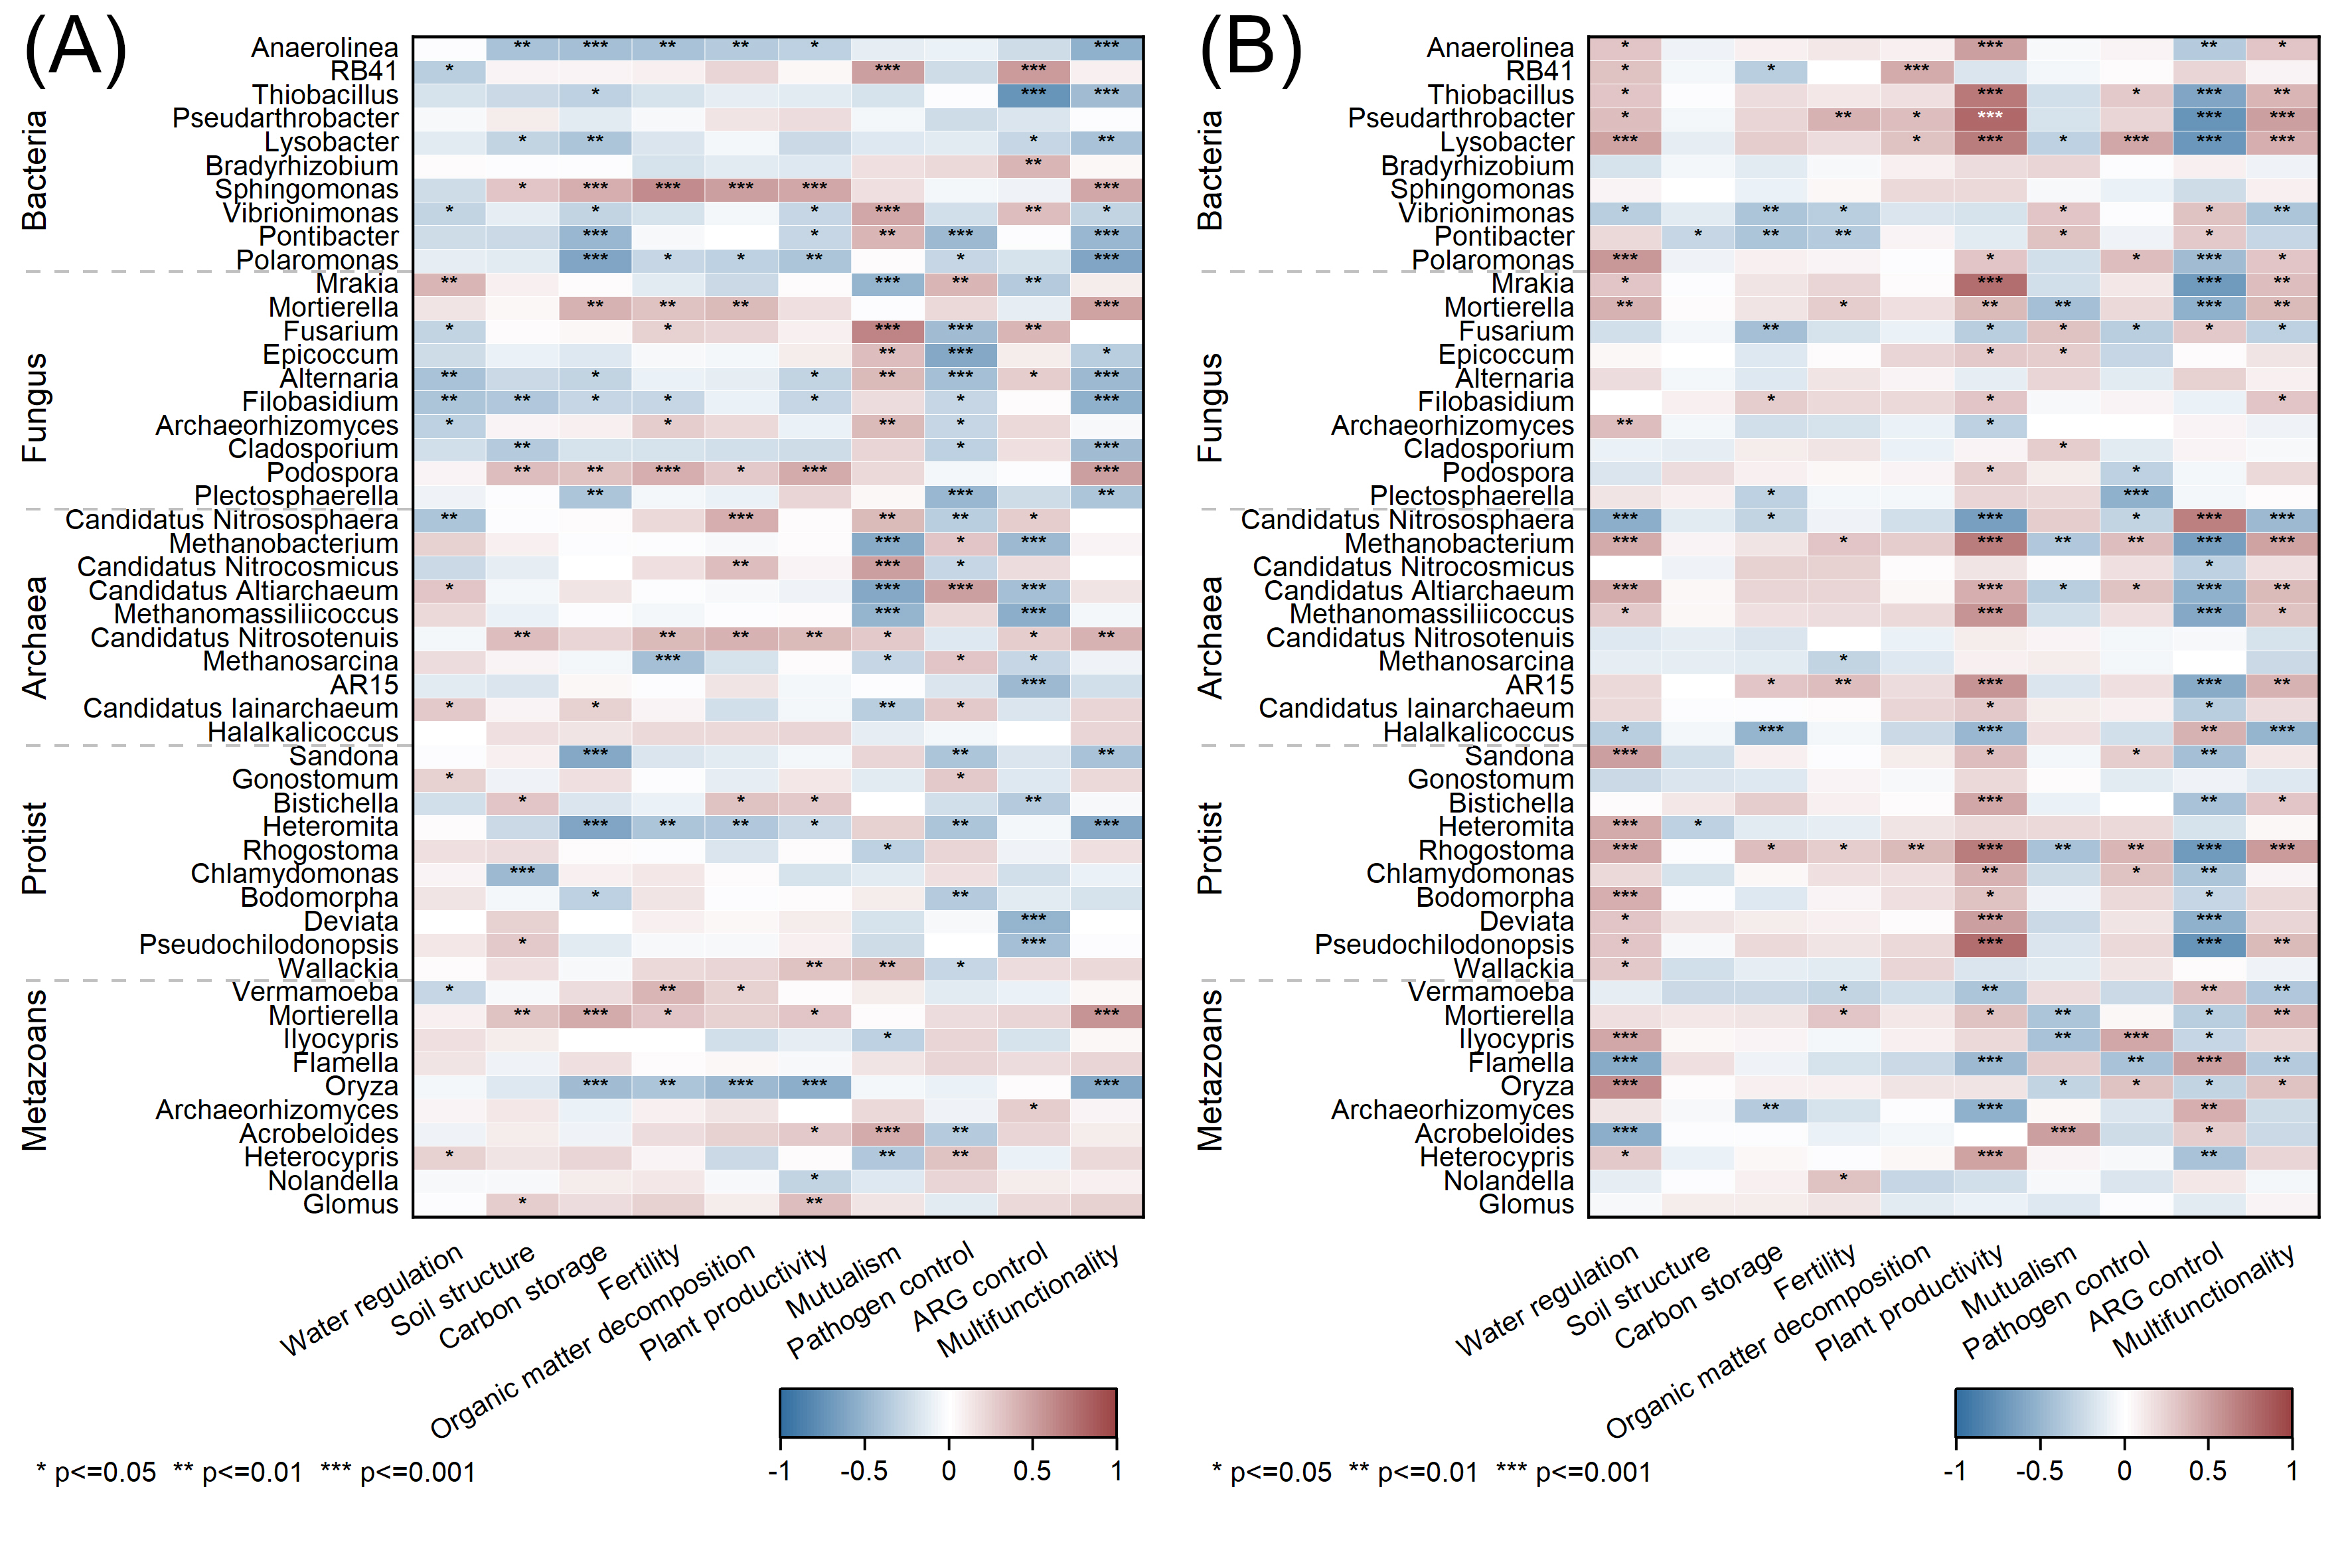 (A)
Bacteria
Fungus
Archaea
Protist
Metazoans
Anaerolinea ** *** ** ** * ***
RB41 * *** ***
Thiobacillus * *** ***
Pseudarthrobacter
Lysobacter * ** * **
Bradyrhizobium **
Sphingomonas * *** *** *** *** ***
Vibrionimonas * * * *** ** *
Pontibacter *** * ** *** ***
Polaromonas *** * * ** * ***
Mrakia ** *** ** **
Mortierella ** ** ** ***
Fusarium * * *** *** **
Epicoccum ** *** *
Alternaria ** * * ** *** * ***
Filobasidium ** ** * * * * ***
Archaeorhizomyces * * ** *
Cladosporium ** * ***
Podospora ** ** *** * *** ***
Plectosphaerella ** *** **
Candidatus Nitrososphaera ** *** ** ** *
Methanobacterium *** * ***
Candidatus Nitrocosmicus ** *** *
Candidatus Altiarchaeum * *** *** ***
Methanomassiliicoccus *** ***
Candidatus Nitrosotenuis ** ** ** ** * * **
Methanosarcina *** * * *
AR15 ***
Candidatus Iainarchaeum * * ** *
Halalkalicoccus
Sandona *** ** **
Gonostomum * *
Bistichella * * * **
Heteromita *** ** ** * ** ***
Rhogostoma *
Chlamydomonas ***
Bodomorpha * **
Deviata ***
Pseudochilodonopsis * ***
Wallackia ** ** *
Vermamoeba * ** *
Mortierella ** *** * * ***
Ilyocypris *
Flamella
Oryza *** ** *** *** ***
Archaeorhizomyces *
Acrobeloides * *** **
Heterocypris * ** **
Nolandella *
Glomus * **
Water regulation
Soil structure
Carbon storage
Fertility
Organic matter decomposition
Plant productivity
Mutualism
Pathogen control
ARG control
Multifunctionality
-1 -0.5 0 0.5 1
* p<=0.05 ** p<=0.01 *** p<=0.001
(B)
Bacteria
Fungus
Archaea
Protist
Metazoans
Anaerolinea * *** ** *
RB41 * * ***
Thiobacillus * *** * *** **
Pseudarthrobacter * ** * *** *** ***
Lysobacter *** * *** * *** *** ***
Bradyrhizobium
Sphingomonas
Vibrionimonas * ** * * * **
Pontibacter * ** ** * *
Polaromonas *** * * *** *
Mrakia * *** *** **
Mortierella ** * ** ** *** **
Fusarium ** * * * * *
Epicoccum * *
Alternaria
Filobasidium * * *
Archaeorhizomyces ** *
Cladosporium *
Podospora * *
Plectosphaerella * ***
Candidatus Nitrososphaera *** * *** * *** ***
Methanobacterium *** * *** ** ** *** ***
Candidatus Nitrocosmicus *
Candidatus Altiarchaeum *** *** * * *** **
Methanomassiliicoccus * *** *** *
Candidatus Nitrosotenuis
Methanosarcina *
AR15 * ** *** *** **
Candidatus Iainarchaeum * *
Halalkalicoccus * *** *** ** ***
Sandona *** * * **
Gonostomum
Bistichella *** ** *
Heteromita *** *
Rhogostoma *** * * ** *** ** ** *** ***
Chlamydomonas ** * **
Bodomorpha *** * *
Deviata * *** ***
Pseudochilodonopsis * *** *** **
Wallackia *
Vermamoeba * ** ** **
Mortierella * * ** * **
Ilyocypris *** ** *** *
Flamella *** *** ** *** **
Oryza *** * * * *
Archaeorhizomyces ** *** **
Acrobeloides *** *** *
Heterocypris * *** **
Nolandella *
Glomus
Water regulation
Soil structure
Carbon storage
Fertility
Organic matter decomposition
Plant productivity
Mutualism
Pathogen control
ARG control
Multifunctionality
-1 -0.5 0 0.5 1
* p<=0.05 ** p<=0.01 *** p<=0.001